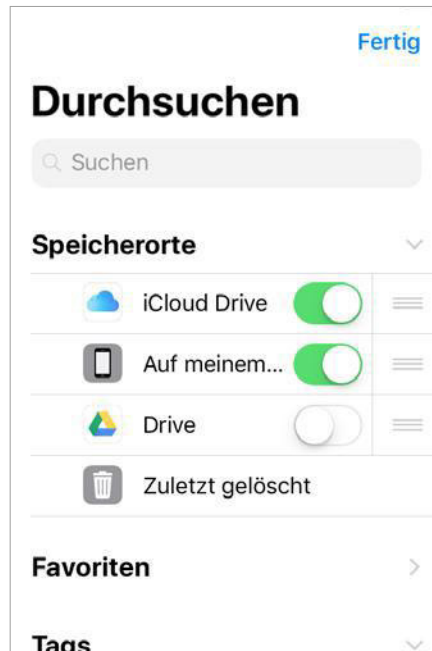 Fertig
Durchsuchen
Suchen
Speicherorte
iCloud Drive
Auf meinem...
Drive
Zuletzt gelöscht
Favoriten
Tags